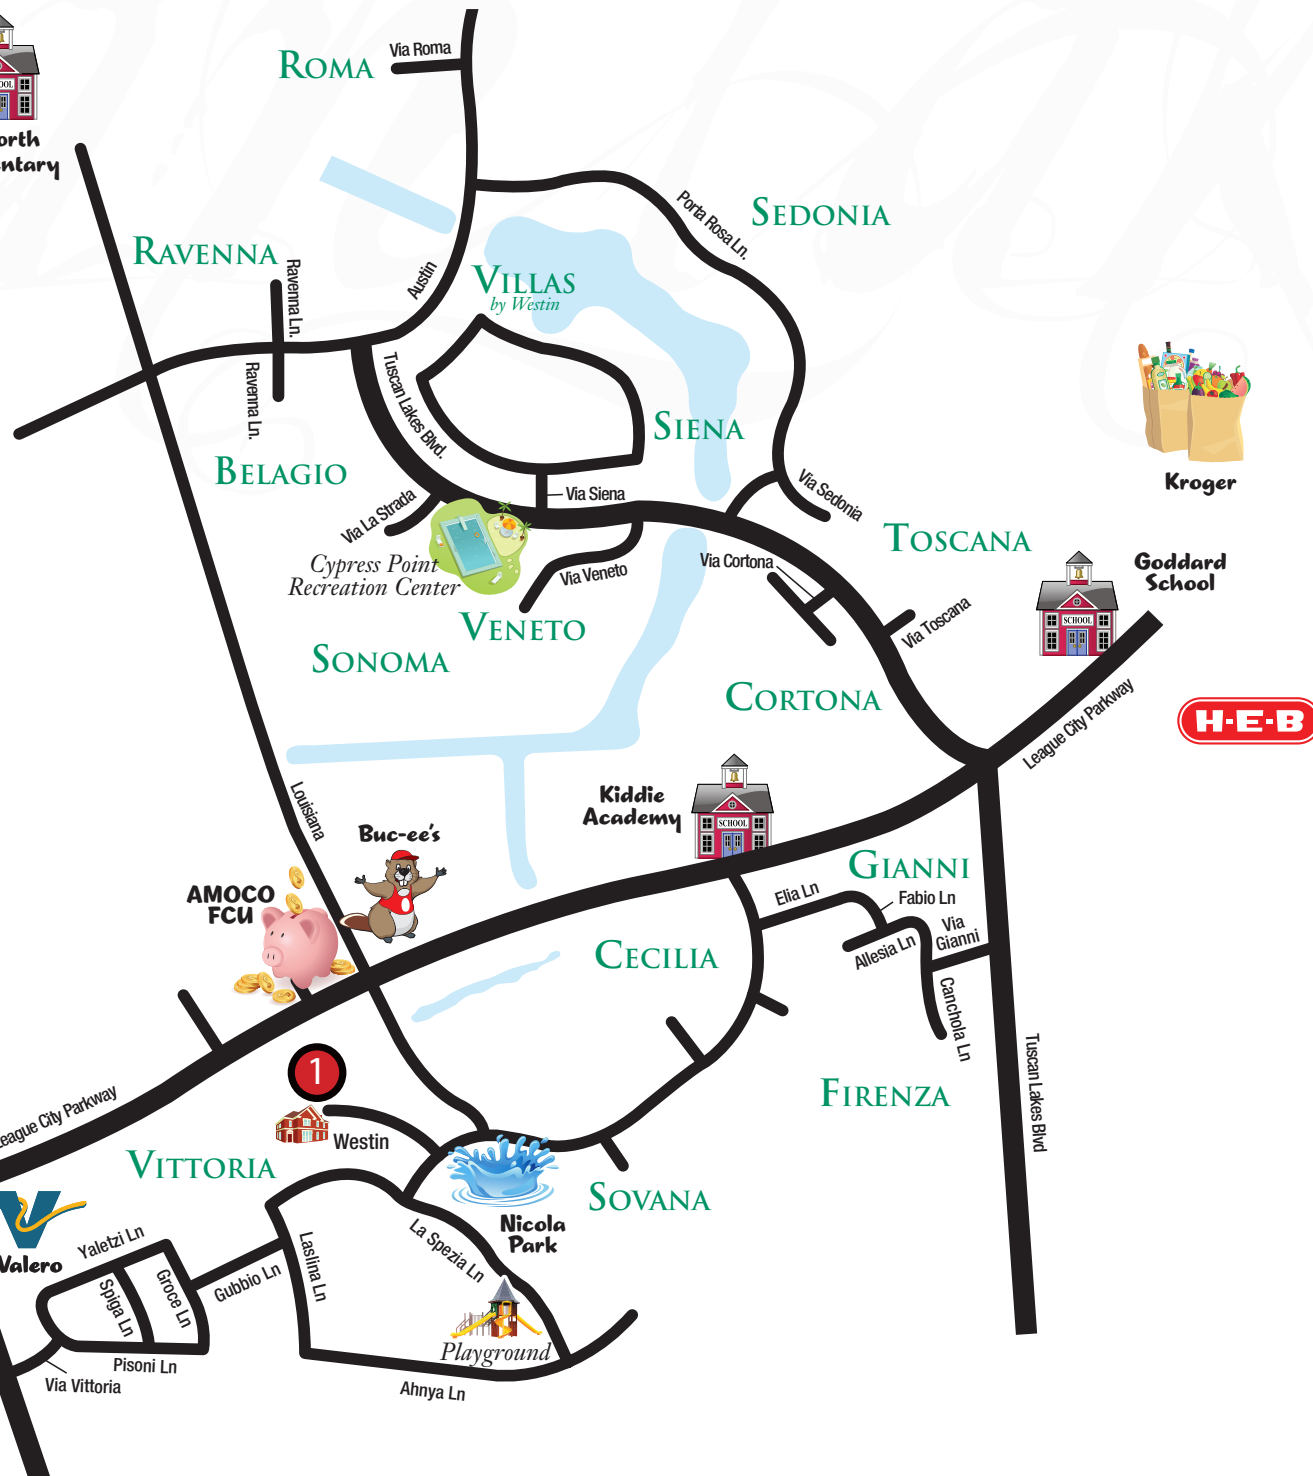 Via Roma
ROMA
OOL
orth
entary
Porta Rosa Ln.
SEDONIA
RAVENNA
Ravenna Ln.
Austin
VILLAS
by Westin
Ravenna Ln.
Tuscan Lakes Blvd.
SIENA
BELAGIO
Kroger
Via La Strada
Via Siena
Via Sedonia
TOSCANA
Cypress Point
Recreation Center
Via Veneto
Via Cortona
Goddard
School
SCHOOL
Via Toscana
VENETO
SONOMA
CORTONA
League City Parkway
H-E-B
Louisiana
Kiddie
Academy
SCHOOL
Buc-ee's
AMOCO
FCU
GIANNI
Elia Ln
Fabio Ln
Via
Gianni
Allesia Ln
CECILIA
Canchola Ln
1
Tuscan Lakes Blvd
FIRENZA
League City Parkway
Westin
VITTORIA
SOVANA
Nicola
Park
Valero
Yaletzi Ln
Spiga Ln
Groce Ln
Gubbio Ln
Laslina Ln
La Spezia Ln
Playground
Pisoni Ln
Via Vittoria
Ahnya Ln